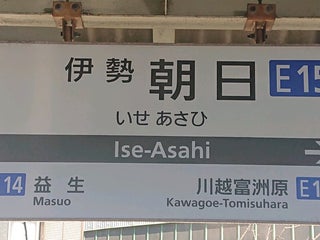 伊勢朝日 E15
いせ あさひ
Ise-Asahi
14 益生 川越富洲原 E1
Masuo Kawagoe-Tomisuhara